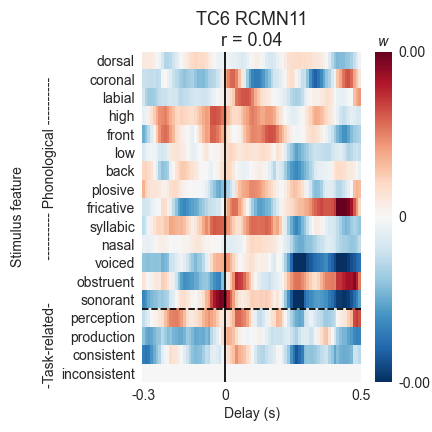 TC6 RCMN11
r = 0.04
w
0.00
0
-0.00
Stimulus feature
---------- Phonological ----------
-Task-related-
dorsal
coronal
labial
high
front
low
back
plosive
fricative
syllabic
nasal
voiced
obstruent
sonorant
perception
production
consistent
inconsistent
-0.3
0
0.5
Delay (s)